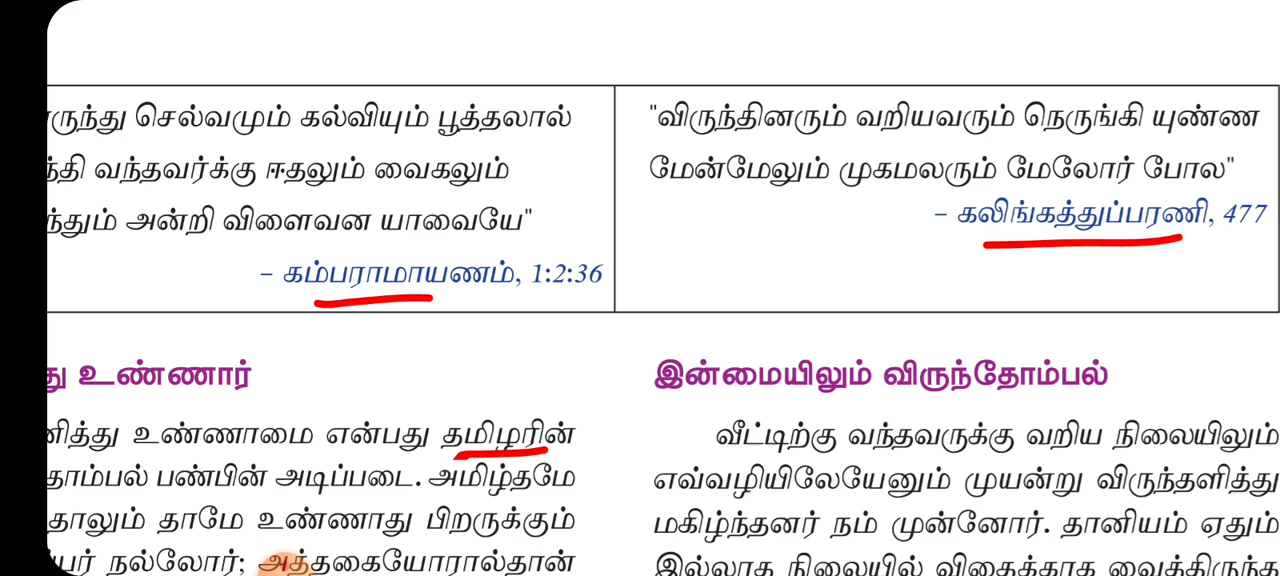 செல்வமும் கல்வியும் பூத்தலால்
வந்தவர்க்கு ஈதலும் வைகலும்
அன்றி விளைவன யாவையே"
– கம்பராமாயணம், 1:2:36
"விருந்தினரும் வறியவரும் நெருங்கி யுண்ண
மேன்மேலும் முகமலரும் மேலோர் போல"
– கலிங்கத்துப்பரணி, 477
உண்ணார்
உண்ணாமை என்பது தமிழரின்
பண்பின் அடிப்படை. அமிழ்தமே
தாமே உண்ணாது பிறருக்கும்
நல்லோர்; அத்தகையோரால்தான்
இன்மையிலும் விருந்தோம்பல்
வீட்டிற்கு வந்தவருக்கு வறிய நிலையிலும்
எவ்வழியிலேயேனும் முயன்று விருந்தளித்து
மகிழ்ந்தனர் நம் முன்னோர். தானியம் ஏதும்
இல்லாத நிலையில் விதைக்காக வைத்திருந்த